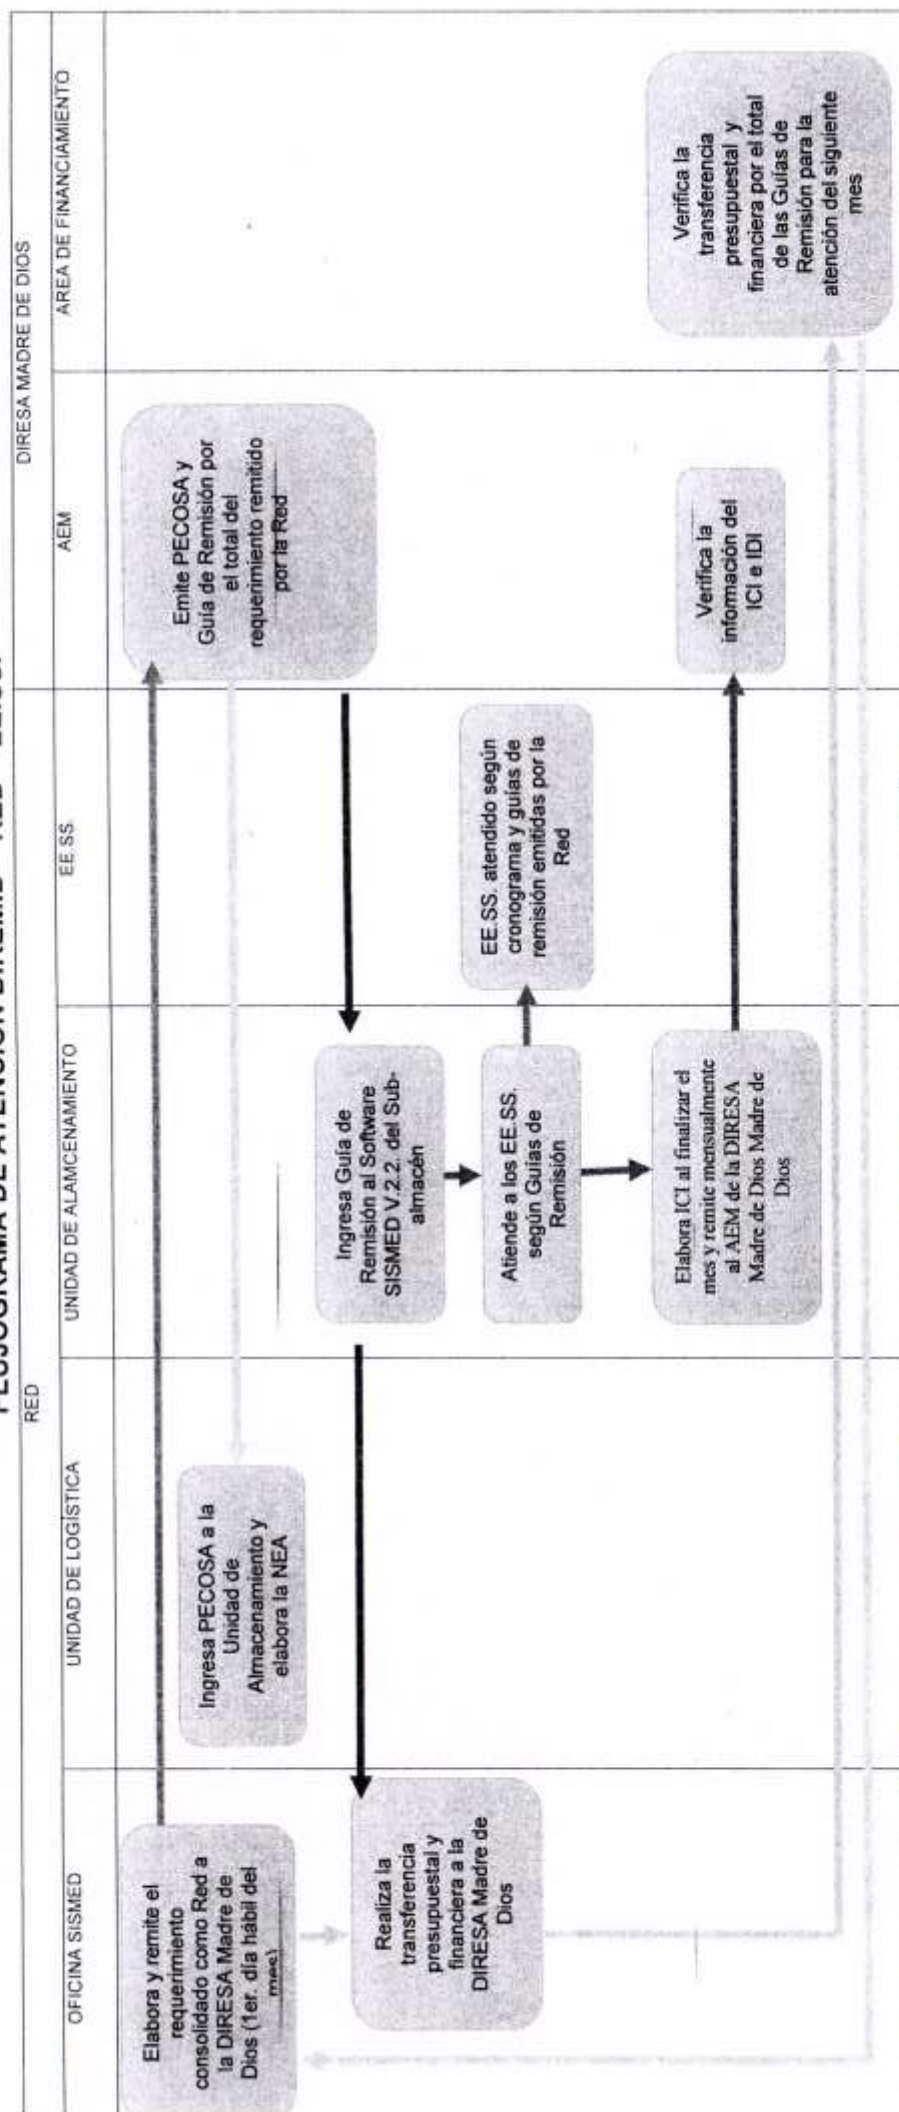 FLUJOGRAMA DE ATENCIÓN DIREMID - RED - EE.SS.
RED
DIRESA MADRE DE DIOS
OFICINA SISMED
UNIDAD DE LOGÍSTICA
UNIDAD DE ALAMCENAMIENTO
EE.SS.
AEM
AREA DE FINANCIAMIENTO
Elabora y remite el
requerimiento
consolidado como Red a
la DIRESA Madre de
Dios (1er. día hábil del
mes)
Emite PECOSA y
Guía de Remisión por
el total del
requerimiento remitido
por la Red
Ingresa PECOSA a la
Unidad de
Almacenamiento y
elabora la NEA
Ingresa Guía de
Remisión al Software
SISMED V.2.2. del Sub-
almacén
Realiza la
transferencia
presupuestal y
financiera a la
DIRESA Madre de
Dios
Atiende a los EE.SS.
según Guias de
Remisión
EE.SS. atendido según
cronograma y guías de
remisión emitidas por la
Red
Elabora ICI al finalizar el
mes y remite mensualmente
al AEM de la DIRESA
Madre de Dios Madre de
Dios
Verifica la
información del
ICI e IDI
Verifica la
transferencia
presupuestal y
financiera por el total
de las Guías de
Remisión para la
atención del siguiente
mes